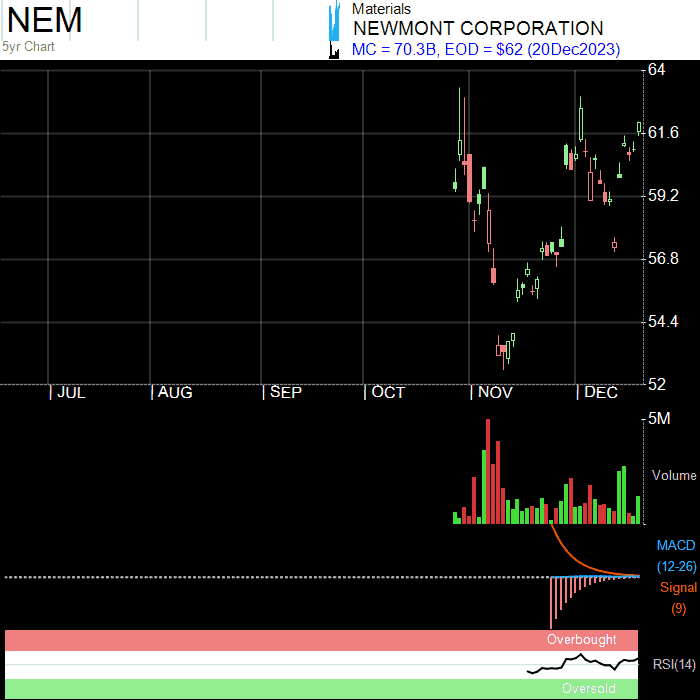 NEM
5yr Chart
Materials
NEWMONT CORPORATION
MC = 70.3B, EOD = $62 (20Dec2023)
64
61.6
59.2
56.8
54.4
52
JUL AUG SEP OCT NOV DEC
5M
Volume
MACD
(12-26)
Signal
(9)
Overbought
RSI(14)
Oversold